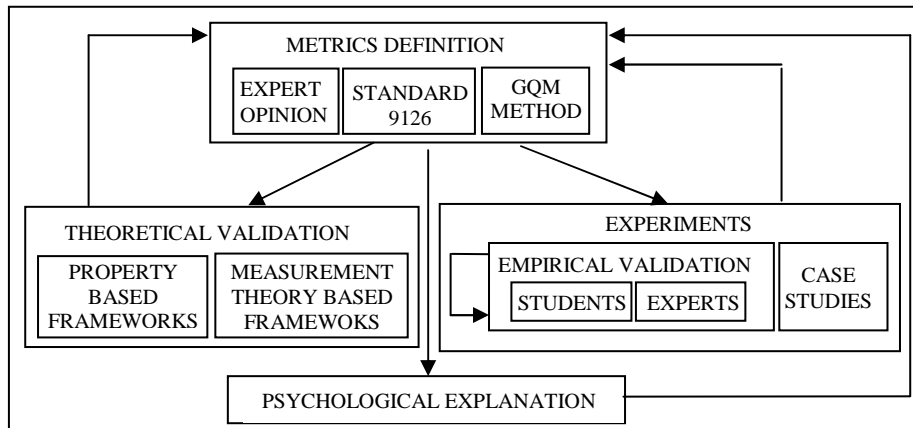 METRICS DEFINITION
EXPERT
OPINION
STANDARD
9126
GQM
METHOD
THEORETICAL VALIDATION
PROPERTY
BASED
FRAMEWORKS
MEASUREMENT
THEORY BASED
FRAMEWOKS
EXPERIMENTS
EMPIRICAL VALIDATION
STUDENTS
EXPERTS
CASE
STUDIES
PSYCHOLOGICAL EXPLANATION